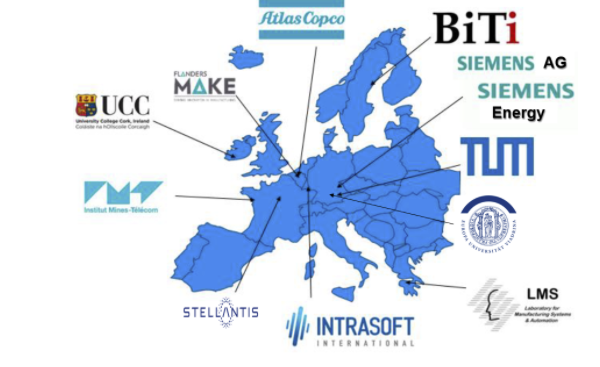 Atlas Copco
BiTi
SIEMENS AG
SIEMENS
Energy
FLANDERS
MAKE
UCC
University College Cork, Ireland
Coláiste na hOllscoile Corcaigh
TUM
IMT
Institut Mines-Télécom
STELLANTIS
INTRASOFT
INTERNATIONAL
LMS
Laboratory for
Manufacturing Systems
& Automation